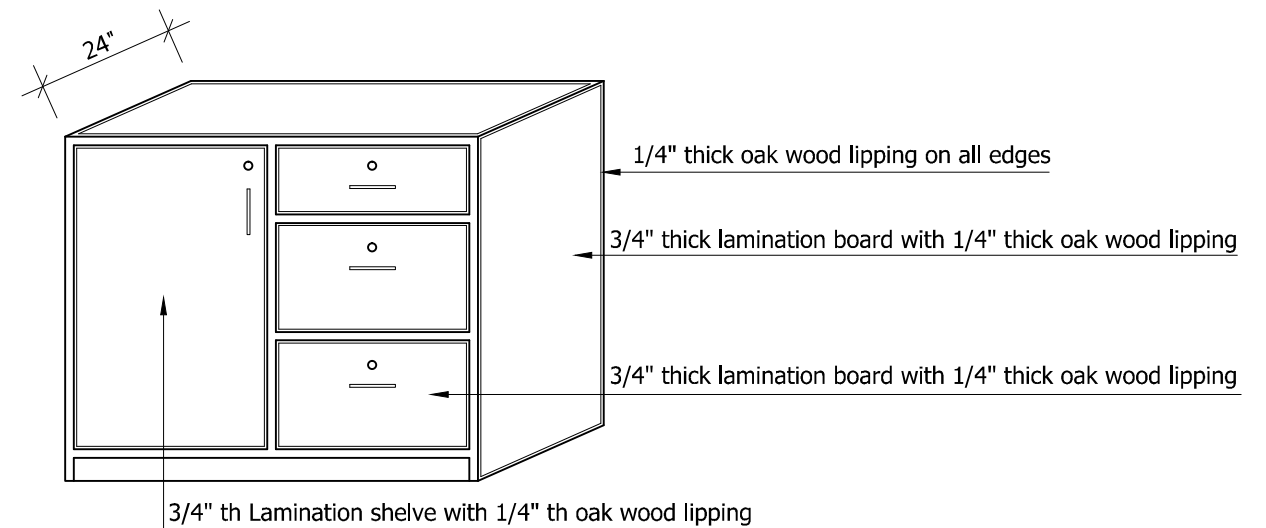 24"
1/4" thick oak wood lipping on all edges
3/4" thick lamination board with 1/4" thick oak wood lipping
3/4" thick lamination board with 1/4" thick oak wood lipping
3/4" th Lamination shelve with 1/4" th oak wood lipping